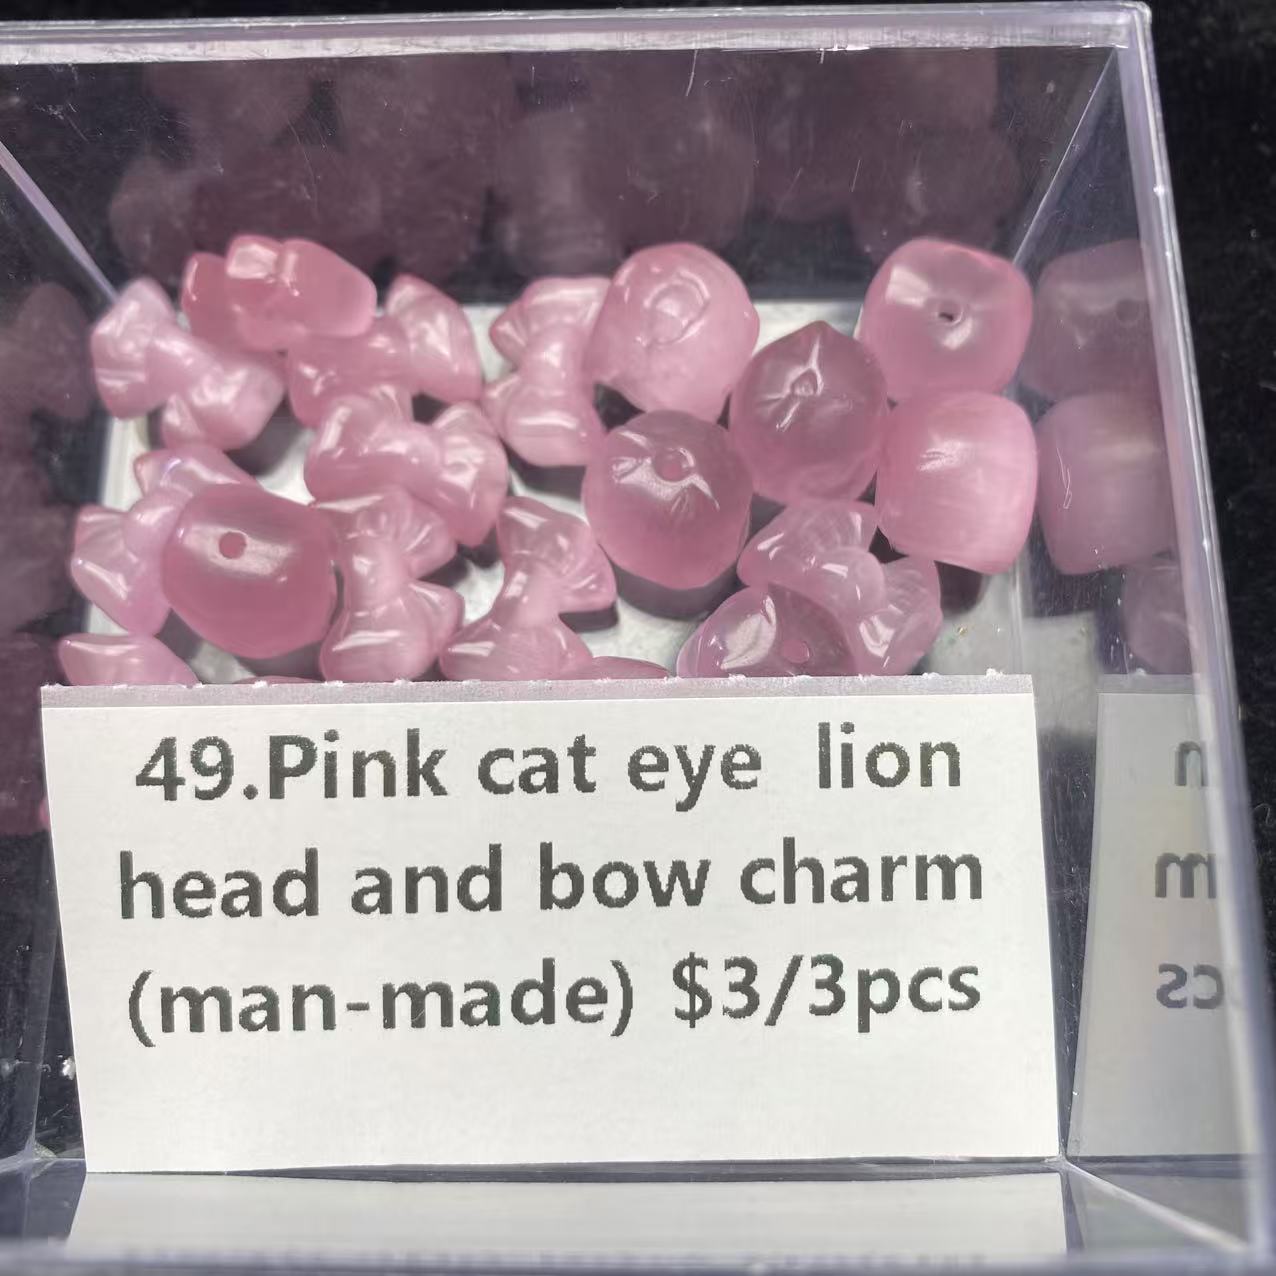 49.Pink cat eye  lion
head and bow charm
(man-made) $3/3pcs